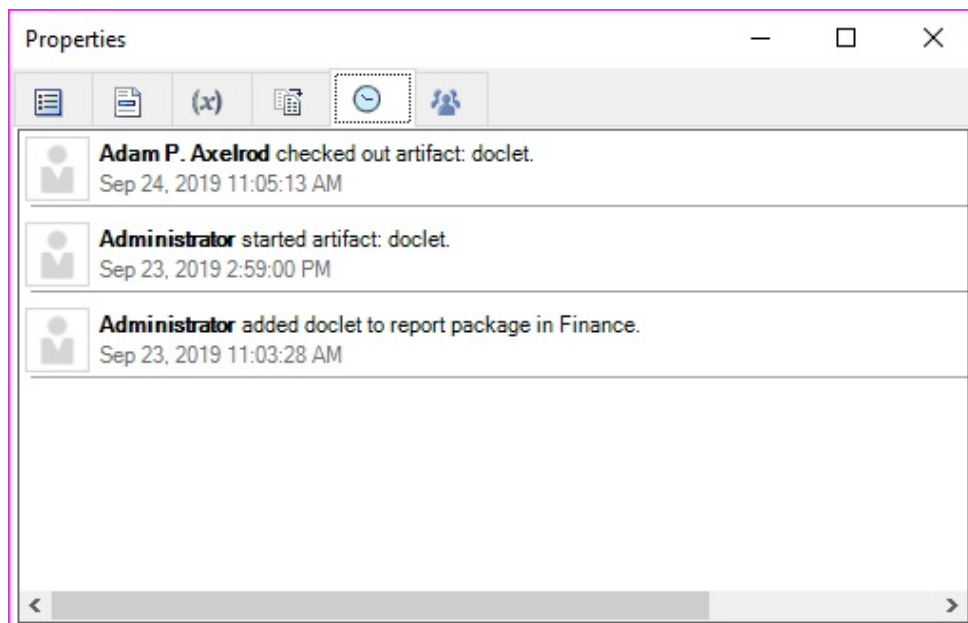 Properties
(x)
Adam P. Axelrod checked out artifact: doclet.
Sep 24, 2019 11:05:13 AM
Administrator started artifact: doclet.
Sep 23, 2019 2:59:00 PM
Administrator added doclet to report package in Finance.
Sep 23, 2019 11:03:28 AM